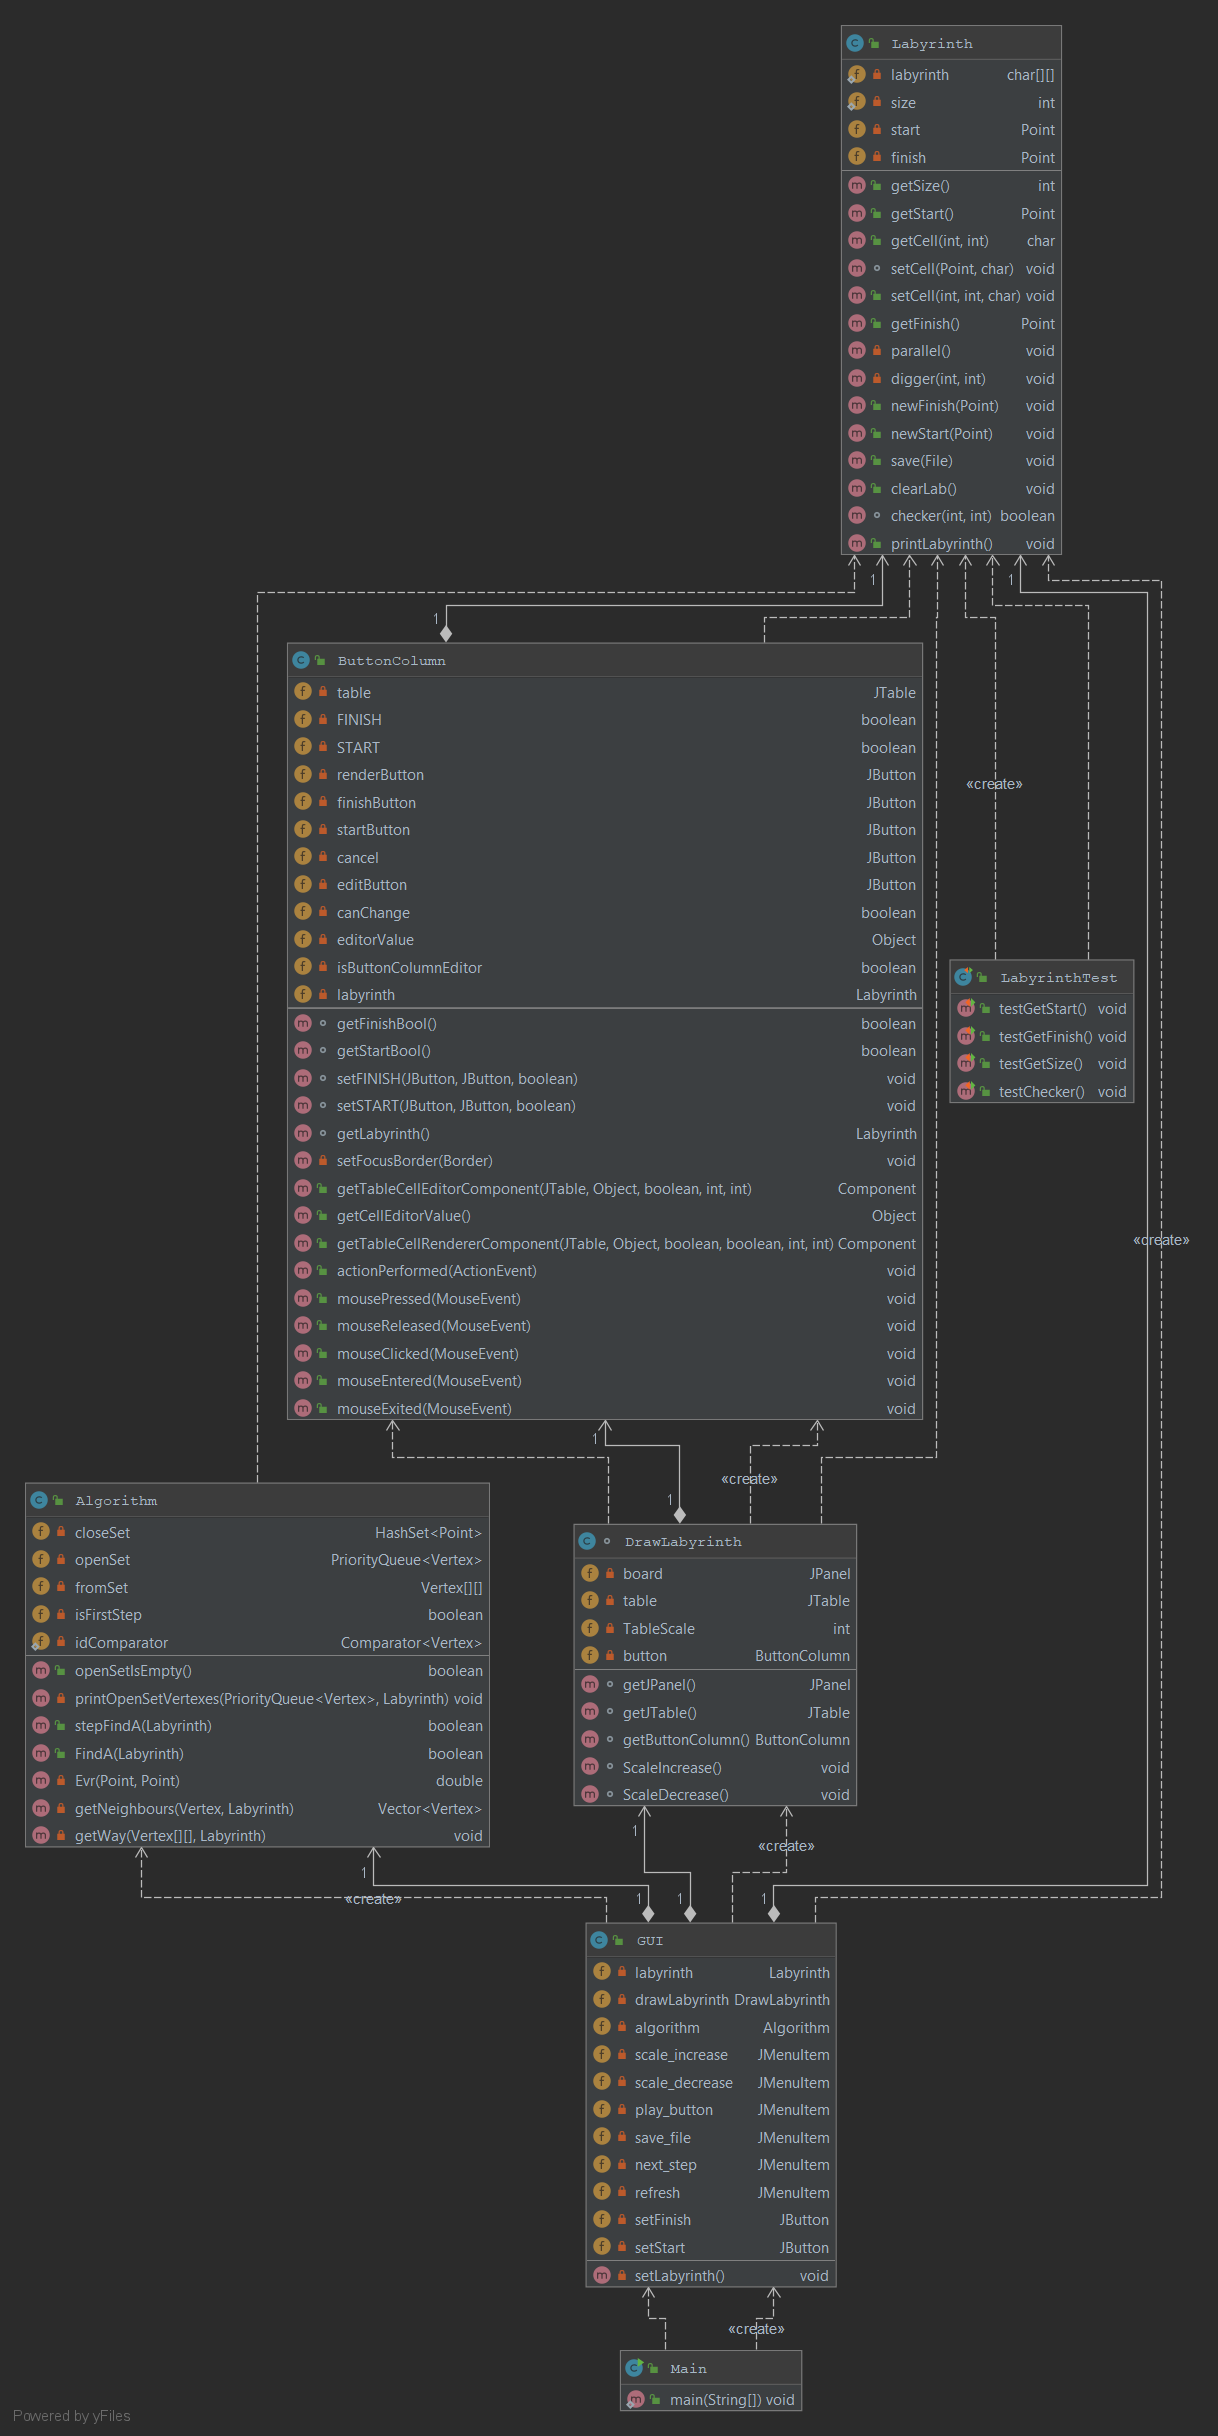 Labyrinth
labyrinth char[][]
size int
start Point
finish Point
getSize() int
getStart() Point
getCell(int, int) char
setCell(Point, char) void
setCell(int, int, char) void
getFinish() Point
parallel() void
digger(int, int) void
newFinish(Point) void
newStart(Point) void
save(File) void
clearLab() void
checker(int, int) boolean
printLabyrinth() void
1 1
1
ButtonColumn
table JTable
FINISH boolean
START boolean
renderButton JButton
finishButton JButton
startButton JButton
cancel JButton
editButton JButton
canChange boolean
editorValue Object
isButtonColumnEditor boolean
labyrinth Labyrinth
getFinishBool() boolean
getStartBool() boolean
setFINISH(JButton, JButton, boolean) void
setSTART(JButton, JButton, boolean) void
getLabyrinth() Labyrinth
setFocusBorder(Border) void
getTableCellEditorComponent(JTable, Object, boolean, int, int) Component
getCellEditorValue() Object
getTableCellRendererComponent(JTable, Object, boolean, boolean, int, int) Component
actionPerformed(ActionEvent) void
mousePressed(MouseEvent) void
mouseReleased(MouseEvent) void
mouseClicked(MouseEvent) void
mouseEntered(MouseEvent) void
mouseExited(MouseEvent) void
«create»
LabyrinthTest
testGetStart() void
testGetFinish() void
testGetSize() void
testChecker() void
«create»
1
«create»
1
Algorithm
closeSet HashSet<Point>
openSet PriorityQueue<Vertex>
fromSet Vertex[][]
isFirstStep boolean
idComparator Comparator<Vertex>
openSetIsEmpty() boolean
printOpenSetVertexes(PriorityQueue<Vertex>, Labyrinth) void
stepFindA(Labyrinth) boolean
FindA(Labyrinth) boolean
Evr(Point, Point) double
getNeighbours(Vertex, Labyrinth) Vector<Vertex>
getWay(Vertex[][], Labyrinth) void
DrawLabyrinth
board JPanel
table JTable
TableScale int
button ButtonColumn
getJPanel() JPanel
getJTable() JTable
getButtonColumn() ButtonColumn
ScaleIncrease() void
ScaleDecrease() void
1
«create»
1
«create» 1 1 1
GUI
labyrinth Labyrinth
drawLabyrinth DrawLabyrinth
algorithm Algorithm
scale_increase JMenuItem
scale_decrease JMenuItem
play_button JMenuItem
save_file JMenuItem
next_step JMenuItem
refresh JMenuItem
setFinish JButton
setStart JButton
setLabyrinth() void
«create»
Main
main(String[]) void
Powered by yFiles